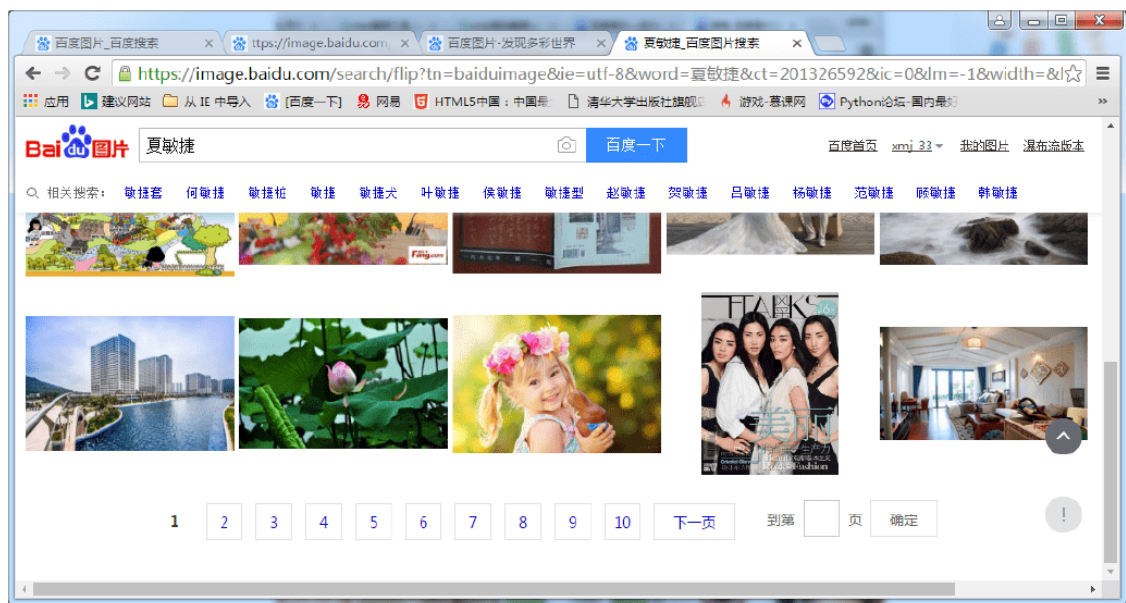 百度图片_百度搜索 × ttps://image.baidu.com, × 百度图片-发现多彩世界 × 夏敏捷_百度图片搜索 ×
https://image.baidu.com/search/flip?tn=baiduimage&ie=utf-8&word=夏敏捷&ct=201326592&ic=0&lm=-1&width=&l
应用 建议网站 从 IE 中导入 [百度一下] 网易 HTML5中国：中国最 清华大学出版社旗舰店 游戏-慕课网 Python论坛-国内最好 »
Bai du 图片 夏敏捷 百度一下 百度首页 xmj_33 我的图片 瀑布流版本
相关搜索： 敏捷套 何敏捷 敏捷桩 敏捷 敏捷犬 叶敏捷 侯敏捷 敏捷型 赵敏捷 贺敏捷 吕敏捷 杨敏捷 范敏捷 顾敏捷 韩敏捷
Fang.com
美丽
生产力
1 2 3 4 5 6 7 8 9 10 下一页 到第 页 确定